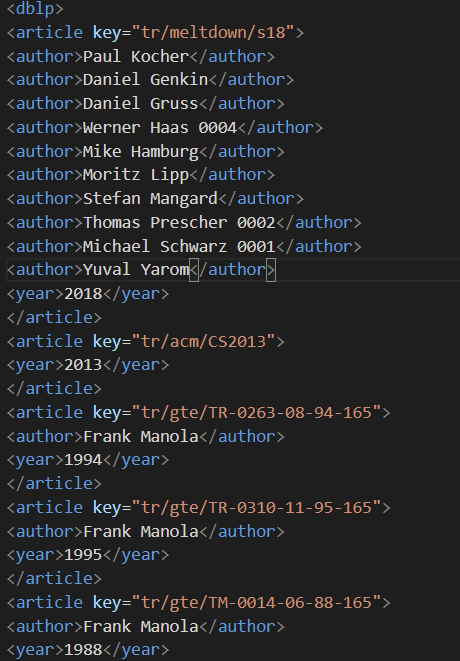 <dblp>
<article key="tr/meltdown/s18">
<author>Paul Kocher</author>
<author>Daniel Genkin</author>
<author>Daniel Gruss</author>
<author>Werner Haas 0004</author>
<author>Mike Hamburg</author>
<author>Moritz Lipp</author>
<author>Stefan Mangard</author>
<author>Thomas Prescher 0002</author>
<author>Michael Schwarz 0001</author>
<author>Yuval Yarom</author>
<year>2018</year>
</article>
<article key="tr/acm/CS2013">
<year>2013</year>
</article>
<article key="tr/gte/TR-0263-08-94-165">
<author>Frank Manola</author>
<year>1994</year>
</article>
<article key="tr/gte/TR-0310-11-95-165">
<author>Frank Manola</author>
<year>1995</year>
</article>
<article key="tr/gte/TM-0014-06-88-165">
<author>Frank Manola</author>
<year>1988</year>